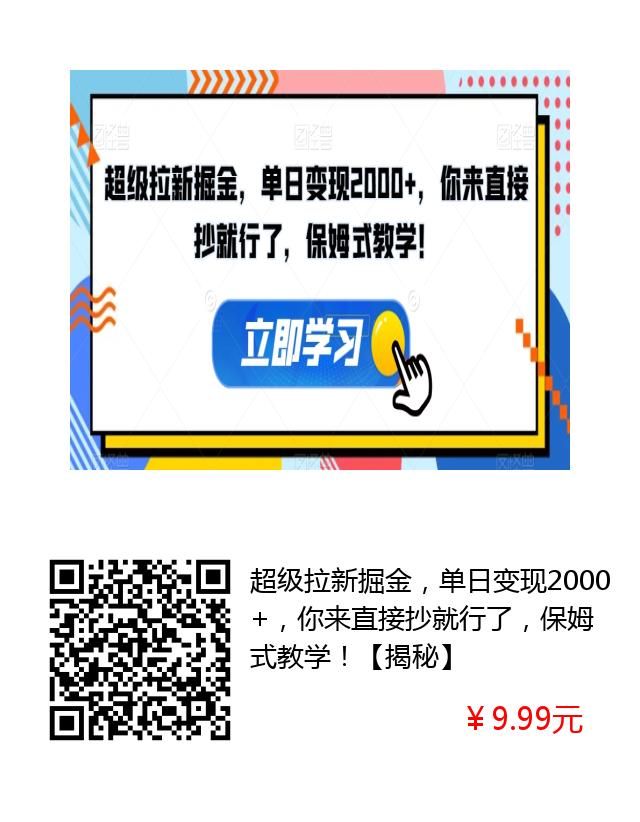 超级拉新掘金，单日变现2000+，你来直接
抄就行了，保姆式教学！
立即学习
超级拉新掘金，单日变现2000
+，你来直接抄就行了，保姆
式教学！【揭秘】
￥9.99元